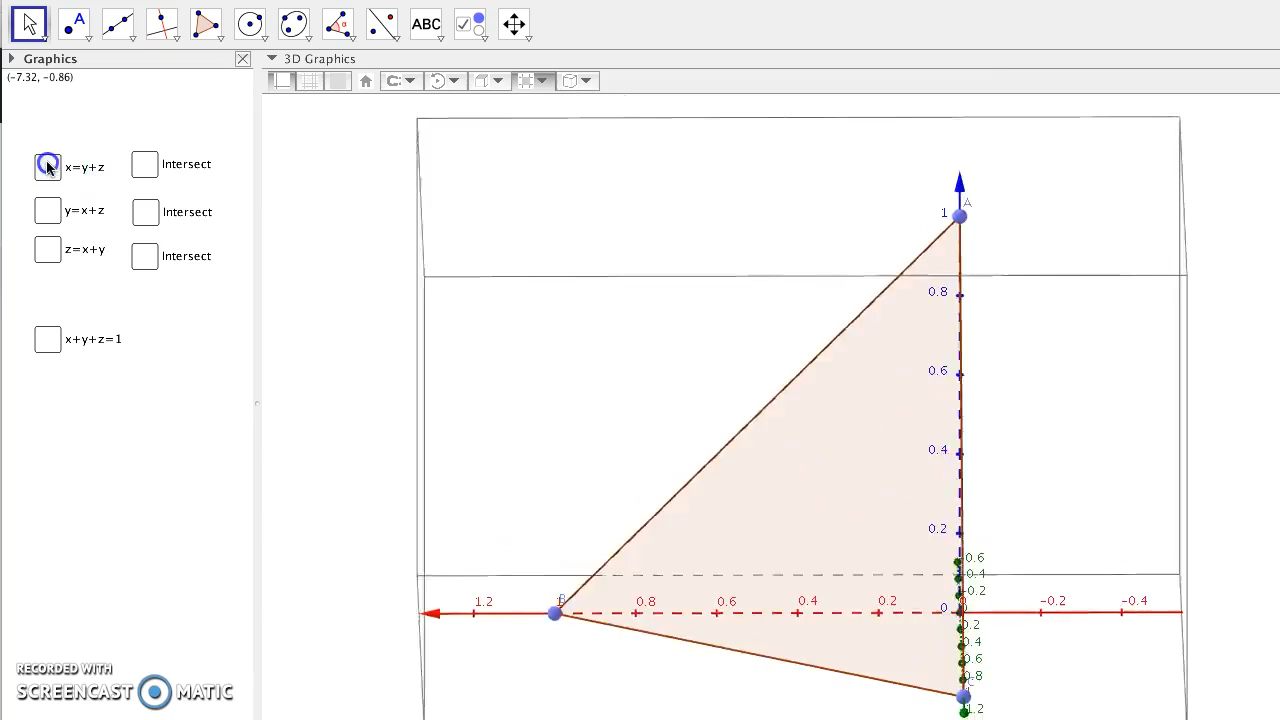 ABC
Graphics
3D Graphics
(−7.32, −0.86)
x=y+z
Intersect
y=x+z
Intersect
z=x+y
Intersect
x+y+z=1
A
1
0.8
0.6
0.4
0.2
0
B
C
1.2
0.8
0.6
0.4
0.2
0
-0.2
-0.4
-0.6
-0.4
-0.2
0.2
0.4
0.6
0.8
1.2
RECORDED WITH
SCREENCAST MATIC